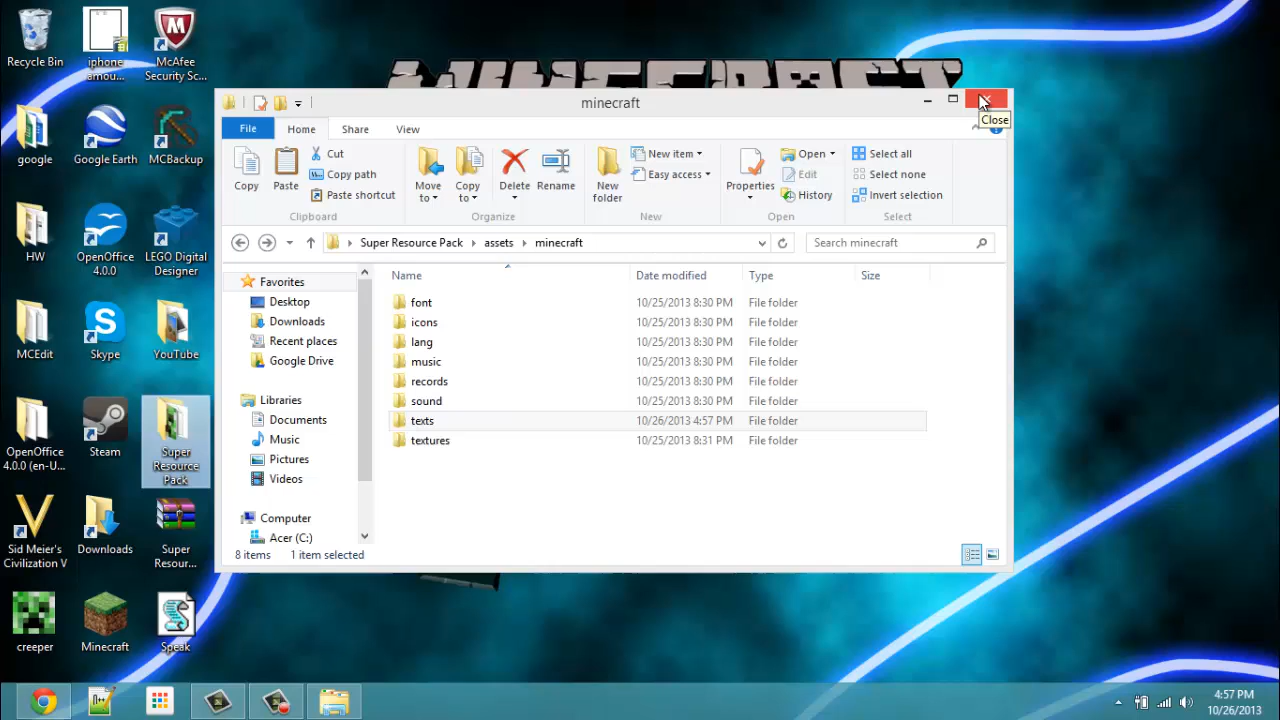 MINECRAFT
Recycle Bin
iphone
amou...
McAfee
Security Sc...
google
Google Earth
MCBackup
HW
OpenOffice
4.0.0
LEGO Digital
Designer
MCEdit
Skype
YouTube
OpenOffice
4.0.0 (en-U...
Steam
Super
Resource
Pack
Sid Meier's
Civilization V
Downloads
Super
Resour...
creeper
Minecraft
Speak
minecraft
Close
File
Home
Share
View
Copy
Paste
Cut
Copy path
Paste shortcut
Clipboard
Move
to
Copy
to
Delete
Rename
Organize
New
folder
New item
Easy access
New
Properties
Open
Edit
History
Open
Select all
Select none
Invert selection
Select
Super Resource Pack
assets
minecraft
Search minecraft
Favorites
Desktop
Downloads
Recent places
Google Drive
Libraries
Documents
Music
Pictures
Videos
Computer
Acer (C:)
Name Date modified Type Size
font 10/25/2013 8:30 PM File folder
icons 10/25/2013 8:30 PM File folder
lang 10/25/2013 8:30 PM File folder
music 10/25/2013 8:30 PM File folder
records 10/25/2013 8:30 PM File folder
sound 10/25/2013 8:30 PM File folder
texts 10/26/2013 4:57 PM File folder
textures 10/25/2013 8:31 PM File folder
8 items 1 item selected
4:57 PM
10/26/2013